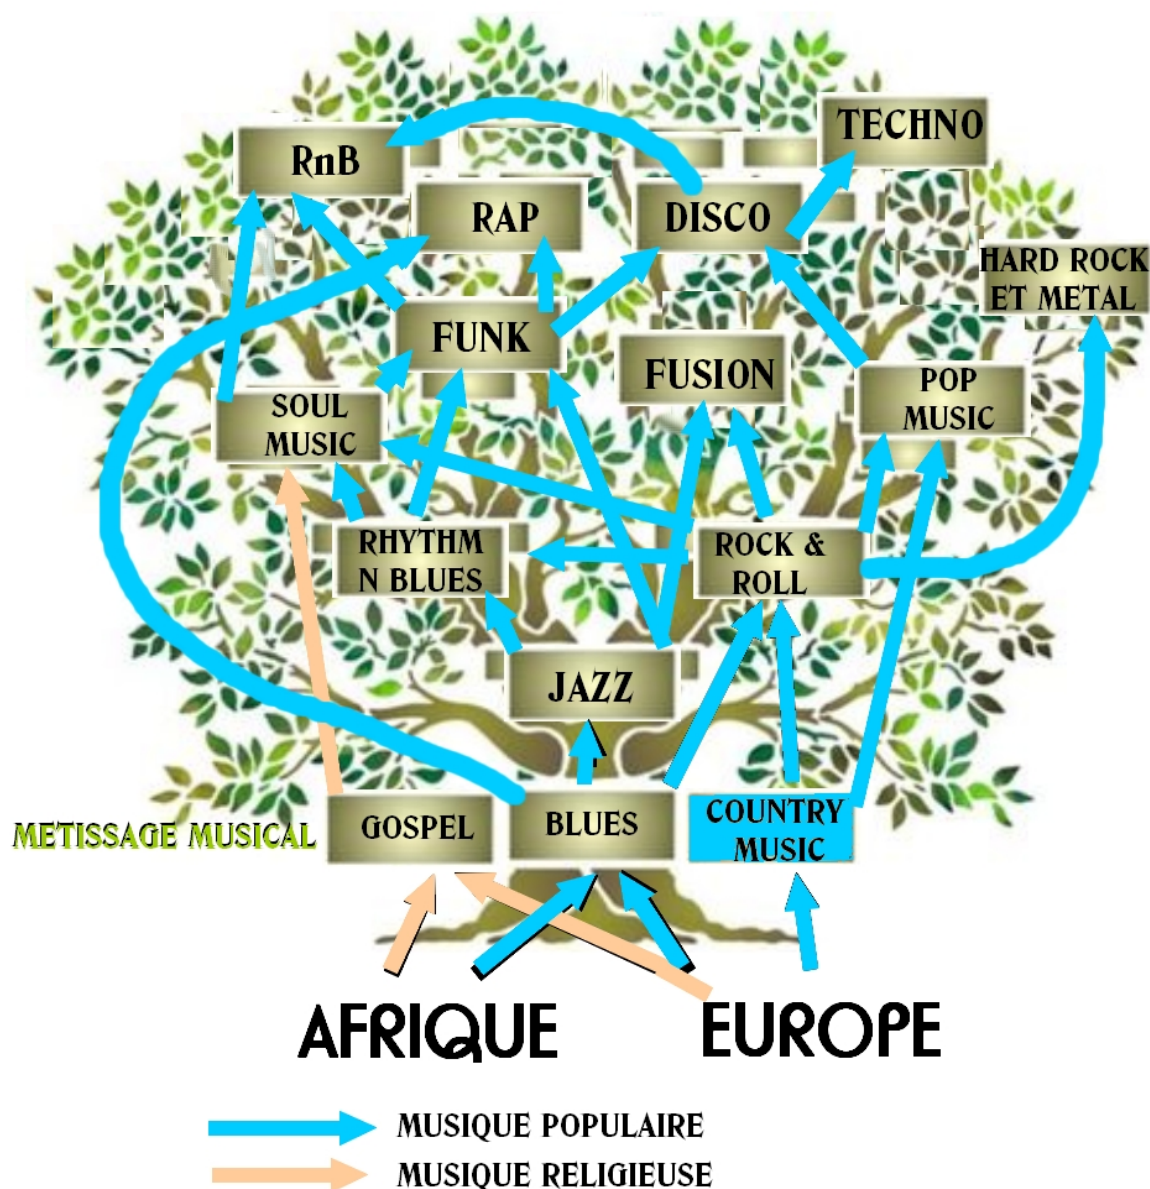 TECHNO
RnB
RAP
DISCO
HARD ROCK
ET METAL
FUNK
FUSION
POP
MUSIC
SOUL
MUSIC
RHYTHM
N BLUES
ROCK &
ROLL
JAZZ
METISSAGE MUSICAL
GOSPEL
BLUES
COUNTRY
MUSIC
AFRIQUE
EUROPE
MUSIQUE POPULAIRE
MUSIQUE RELIGIEUSE